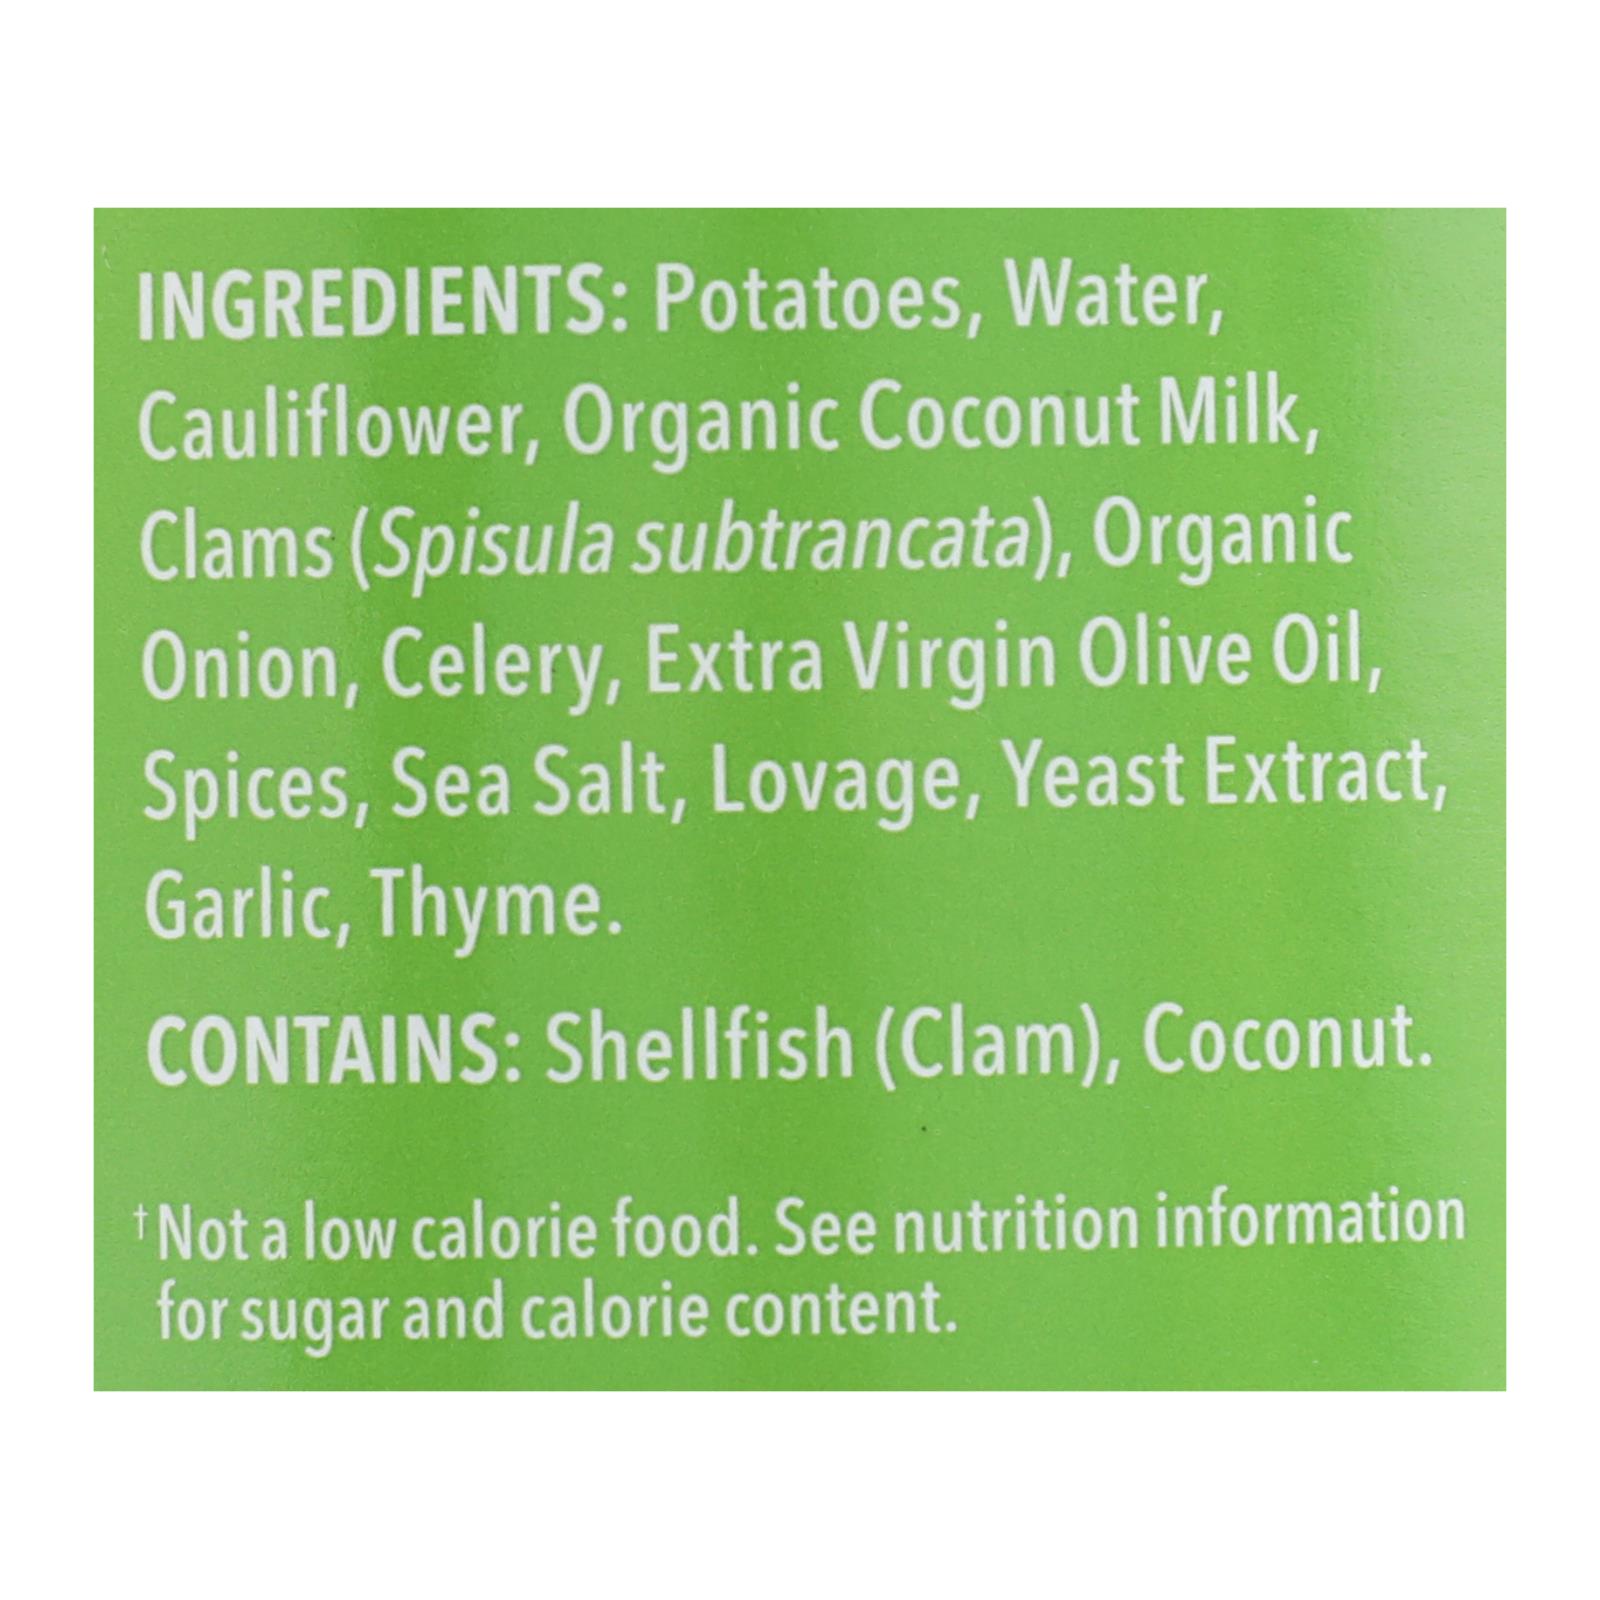 INGREDIENTS: Potatoes, Water,
Cauliflower, Organic Coconut Milk,
Clams (Spisula subtrancata), Organic
Onion, Celery, Extra Virgin Olive Oil,
Spices, Sea Salt, Lovage, Yeast Extract,
Garlic, Thyme.
CONTAINS: Shellfish (Clam), Coconut.
†Not a low calorie food. See nutrition information
for sugar and calorie content.